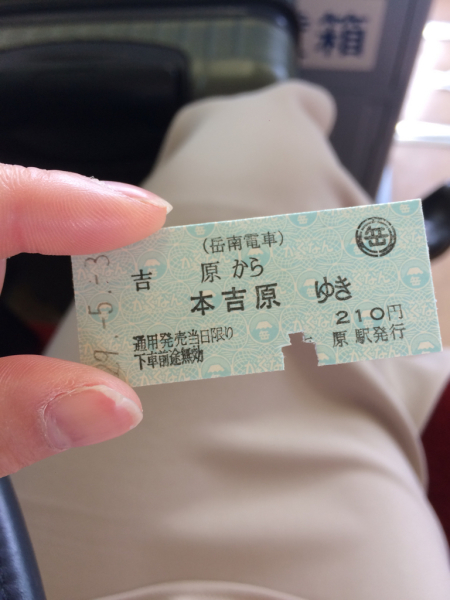 箱
(岳南電車)
岳
吉 原 から
本吉原 ゆき
210円
通用発売当日限り
下車前途無効
原 駅発行
29.-5.-3